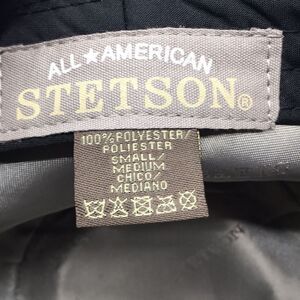 ALL★AMERICAN
STETSON®
100% POLYESTER/
POLIESTER
SMALL/
MEDIUM
CHICO/
MEDIANO